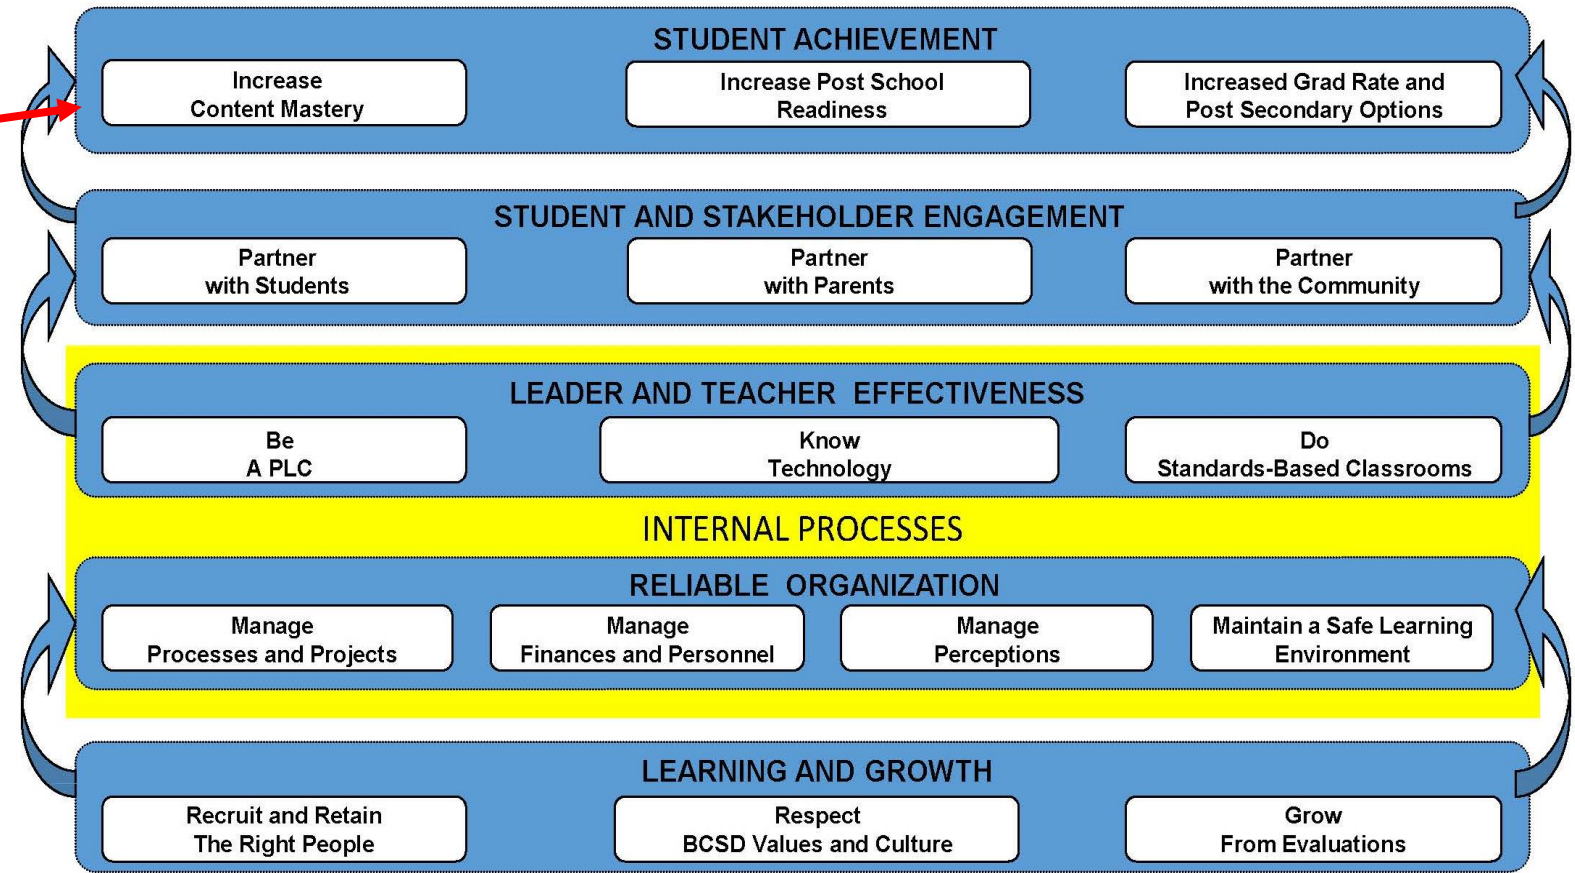 STUDENT ACHIEVEMENT
Increase
Content Mastery
Increase Post School
Readiness
Increased Grad Rate and
Post Secondary Options
STUDENT AND STAKEHOLDER ENGAGEMENT
Partner
with Students
Partner
with Parents
Partner
with the Community
LEADER AND TEACHER EFFECTIVENESS
Be
A PLC
Know
Technology
Do
Standards-Based Classrooms
INTERNAL PROCESSES
RELIABLE ORGANIZATION
Manage
Processes and Projects
Manage
Finances and Personnel
Manage
Perceptions
Maintain a Safe Learning
Environment
LEARNING AND GROWTH
Recruit and Retain
The Right People
Respect
BCSD Values and Culture
Grow
From Evaluations